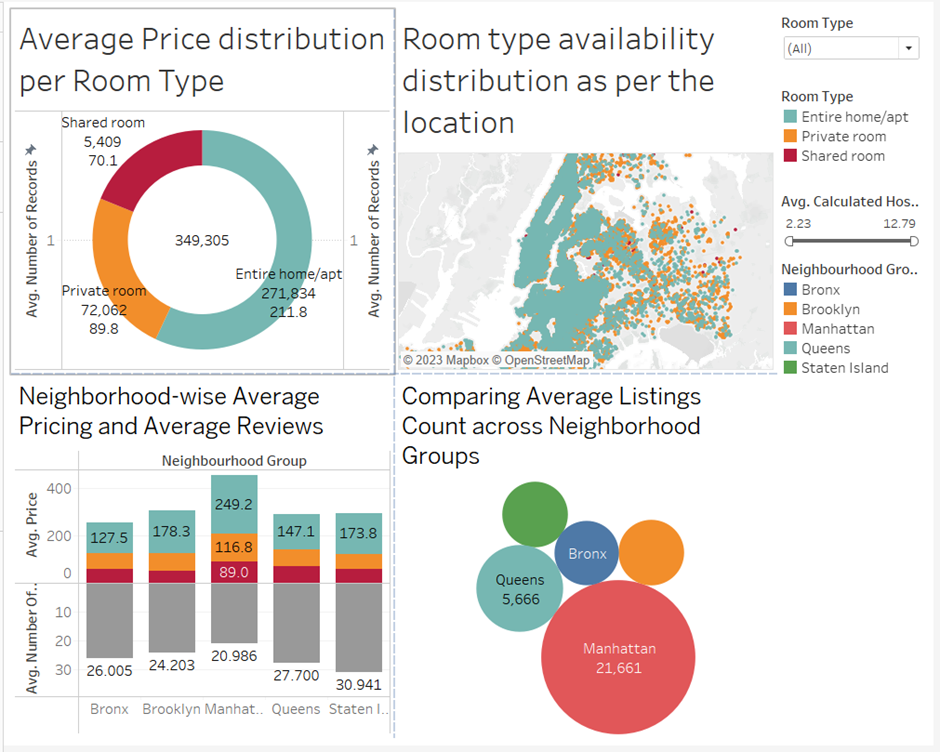 Average Price distribution
per Room Type
Shared room
5,409
70.1
Avg. Number of Records
1
349,305
1
Avg. Number of Records
Entire home/apt
271,834
211.8
Private room
72,062
89.8
Room type availability
distribution as per the
location
© 2023 Mapbox © OpenStreetMap
Room Type
(All)
Room Type
Entire home/apt
Private room
Shared room
Avg. Calculated Hos..
2.23 12.79
Neighbourhood Gro..
Bronx
Brooklyn
Manhattan
Queens
Staten Island
Neighborhood-wise Average
Pricing and Average Reviews
Neighbourhood Group
Avg. Price
400
200
0
127.5 178.3 249.2 147.1 173.8
116.8
89.0
Avg. Number Of..
10
20
30
26.005 24.203 20.986 27.700 30.941
Bronx Brooklyn Manhat.. Queens Staten I..
Comparing Average Listings
Count across Neighborhood
Groups
Bronx
Queens
5,666
Manhattan
21,661